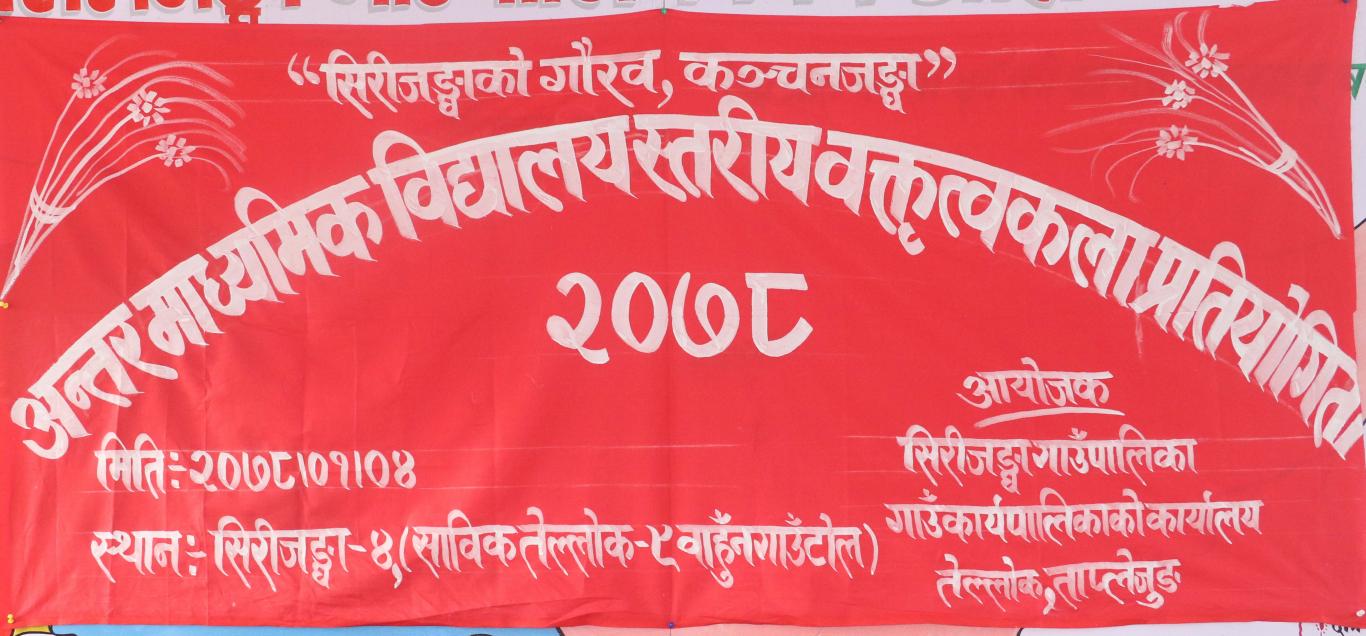 “सिरीजङ्घाको गौरव, कञ्चनजङ्घा”
अन्तर माध्यमिक विद्यालय स्तरीय वक्तृत्वकला प्रतियोगिता
२०७८
मिति:- २०७८।०१।०४
स्थान:- सिरीजङ्घा-४, (साविक तेल्लोक-९ वाहुँनगाउँटोल)
आयोजक
सिरीजङ्घा गाउँपालिका
गाउँकार्यपालिकाको कार्यालय
तेल्लोक, ताप्लेजुङ